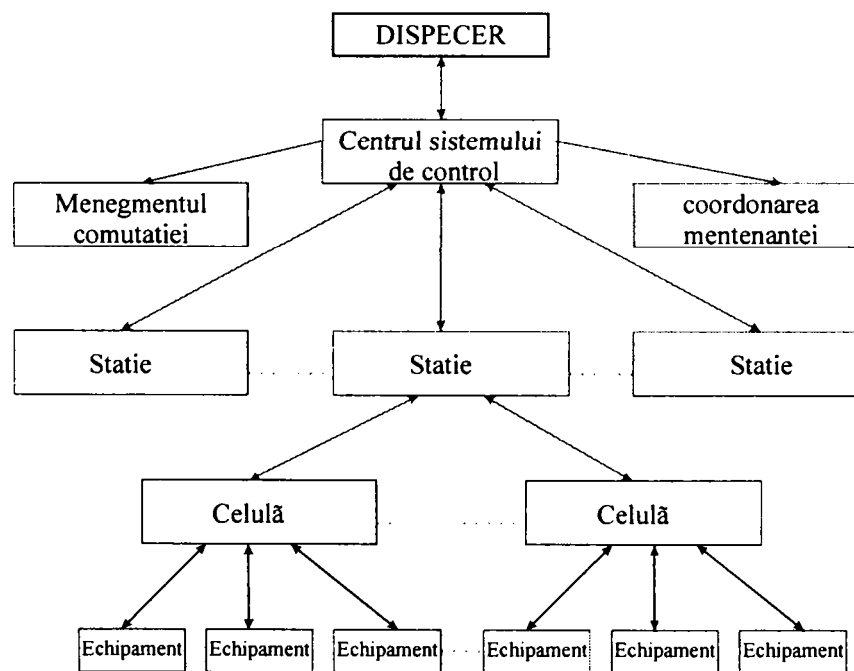 DISPECER
Centrul sistemului
de control
Menegmentul
comutatiei
coordonarea
mentenantei
Statie
Statie
Statie
Celulã
Celulã
Echipament
Echipament
Echipament
Echipament
Echipament
Echipament